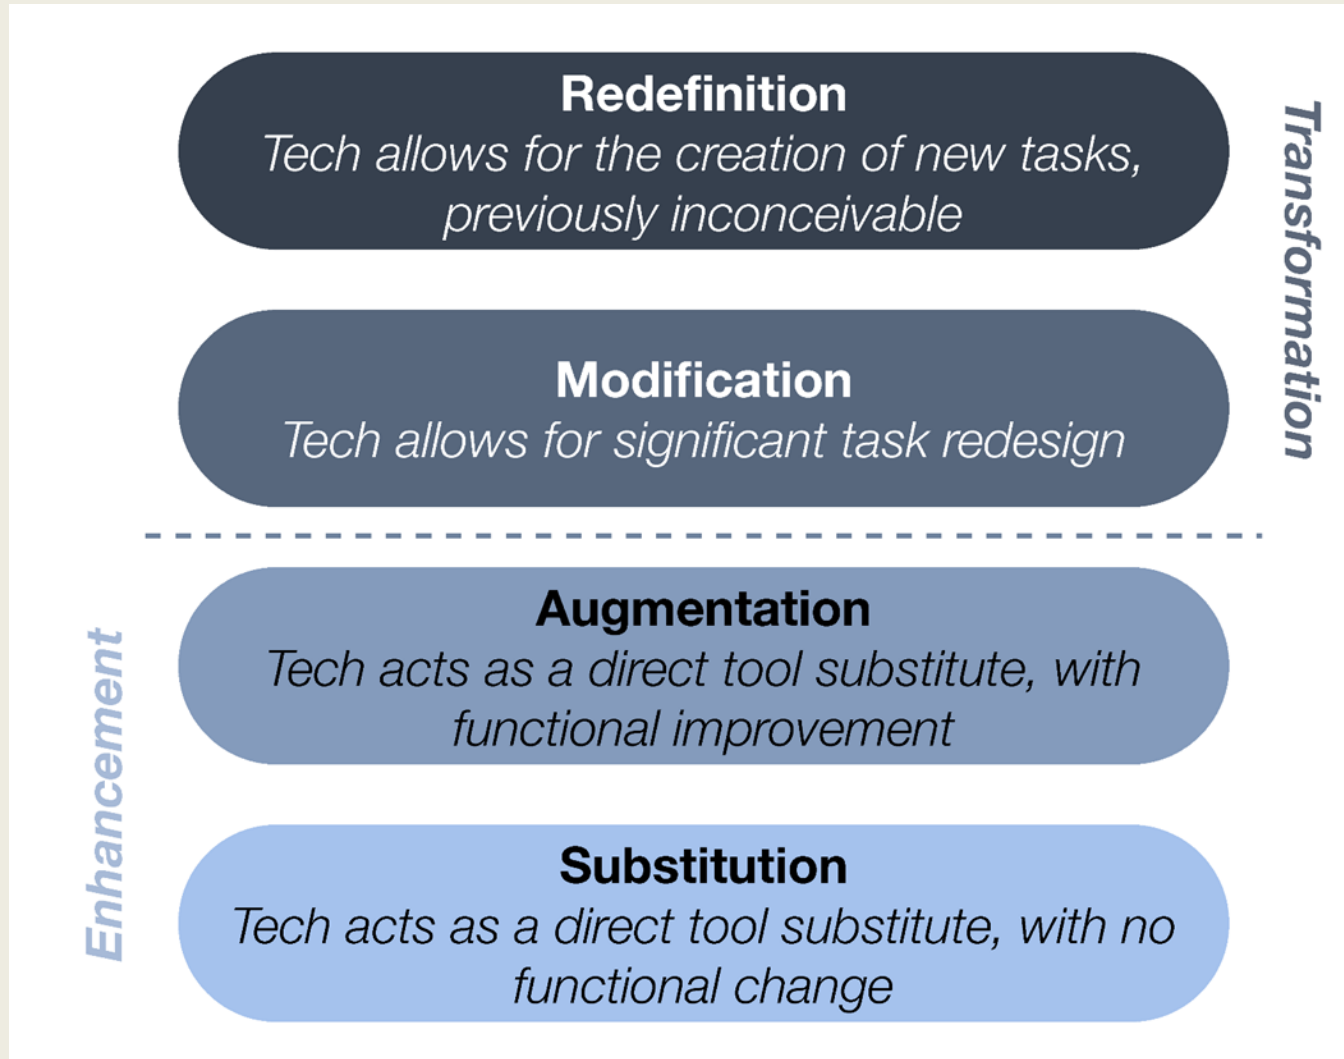 Redefinition
Tech allows for the creation of new tasks,
previously inconceivable
Transformation
Modification
Tech allows for significant task redesign
Augmentation
Tech acts as a direct tool substitute, with
functional improvement
Enhancement
Substitution
Tech acts as a direct tool substitute, with no
functional change